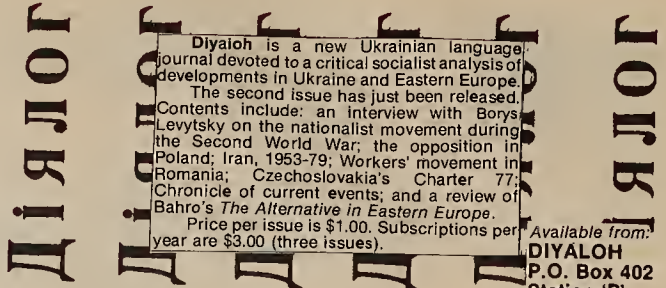 Діялог
Diyaloh is a new Ukrainian language
journal devoted to a critical socialist analysis of
developments in Ukraine and Eastern Europe.
The second issue has just been released.
Contents include: an interview with Borys
Levytsky on the nationalist movement during
the Second World War; the opposition in
Poland; Iran, 1953-79; Workers' movement in
Romania; Czechoslovakia's Charter 77;
Chronicle of current events; and a review of
Bahro's The Alternative in Eastern Europe.
Price per issue is $1.00. Subscriptions per
year are $3.00 (three issues).
ялог
Available from:
DIYALOH
P.O. Box 402
Station